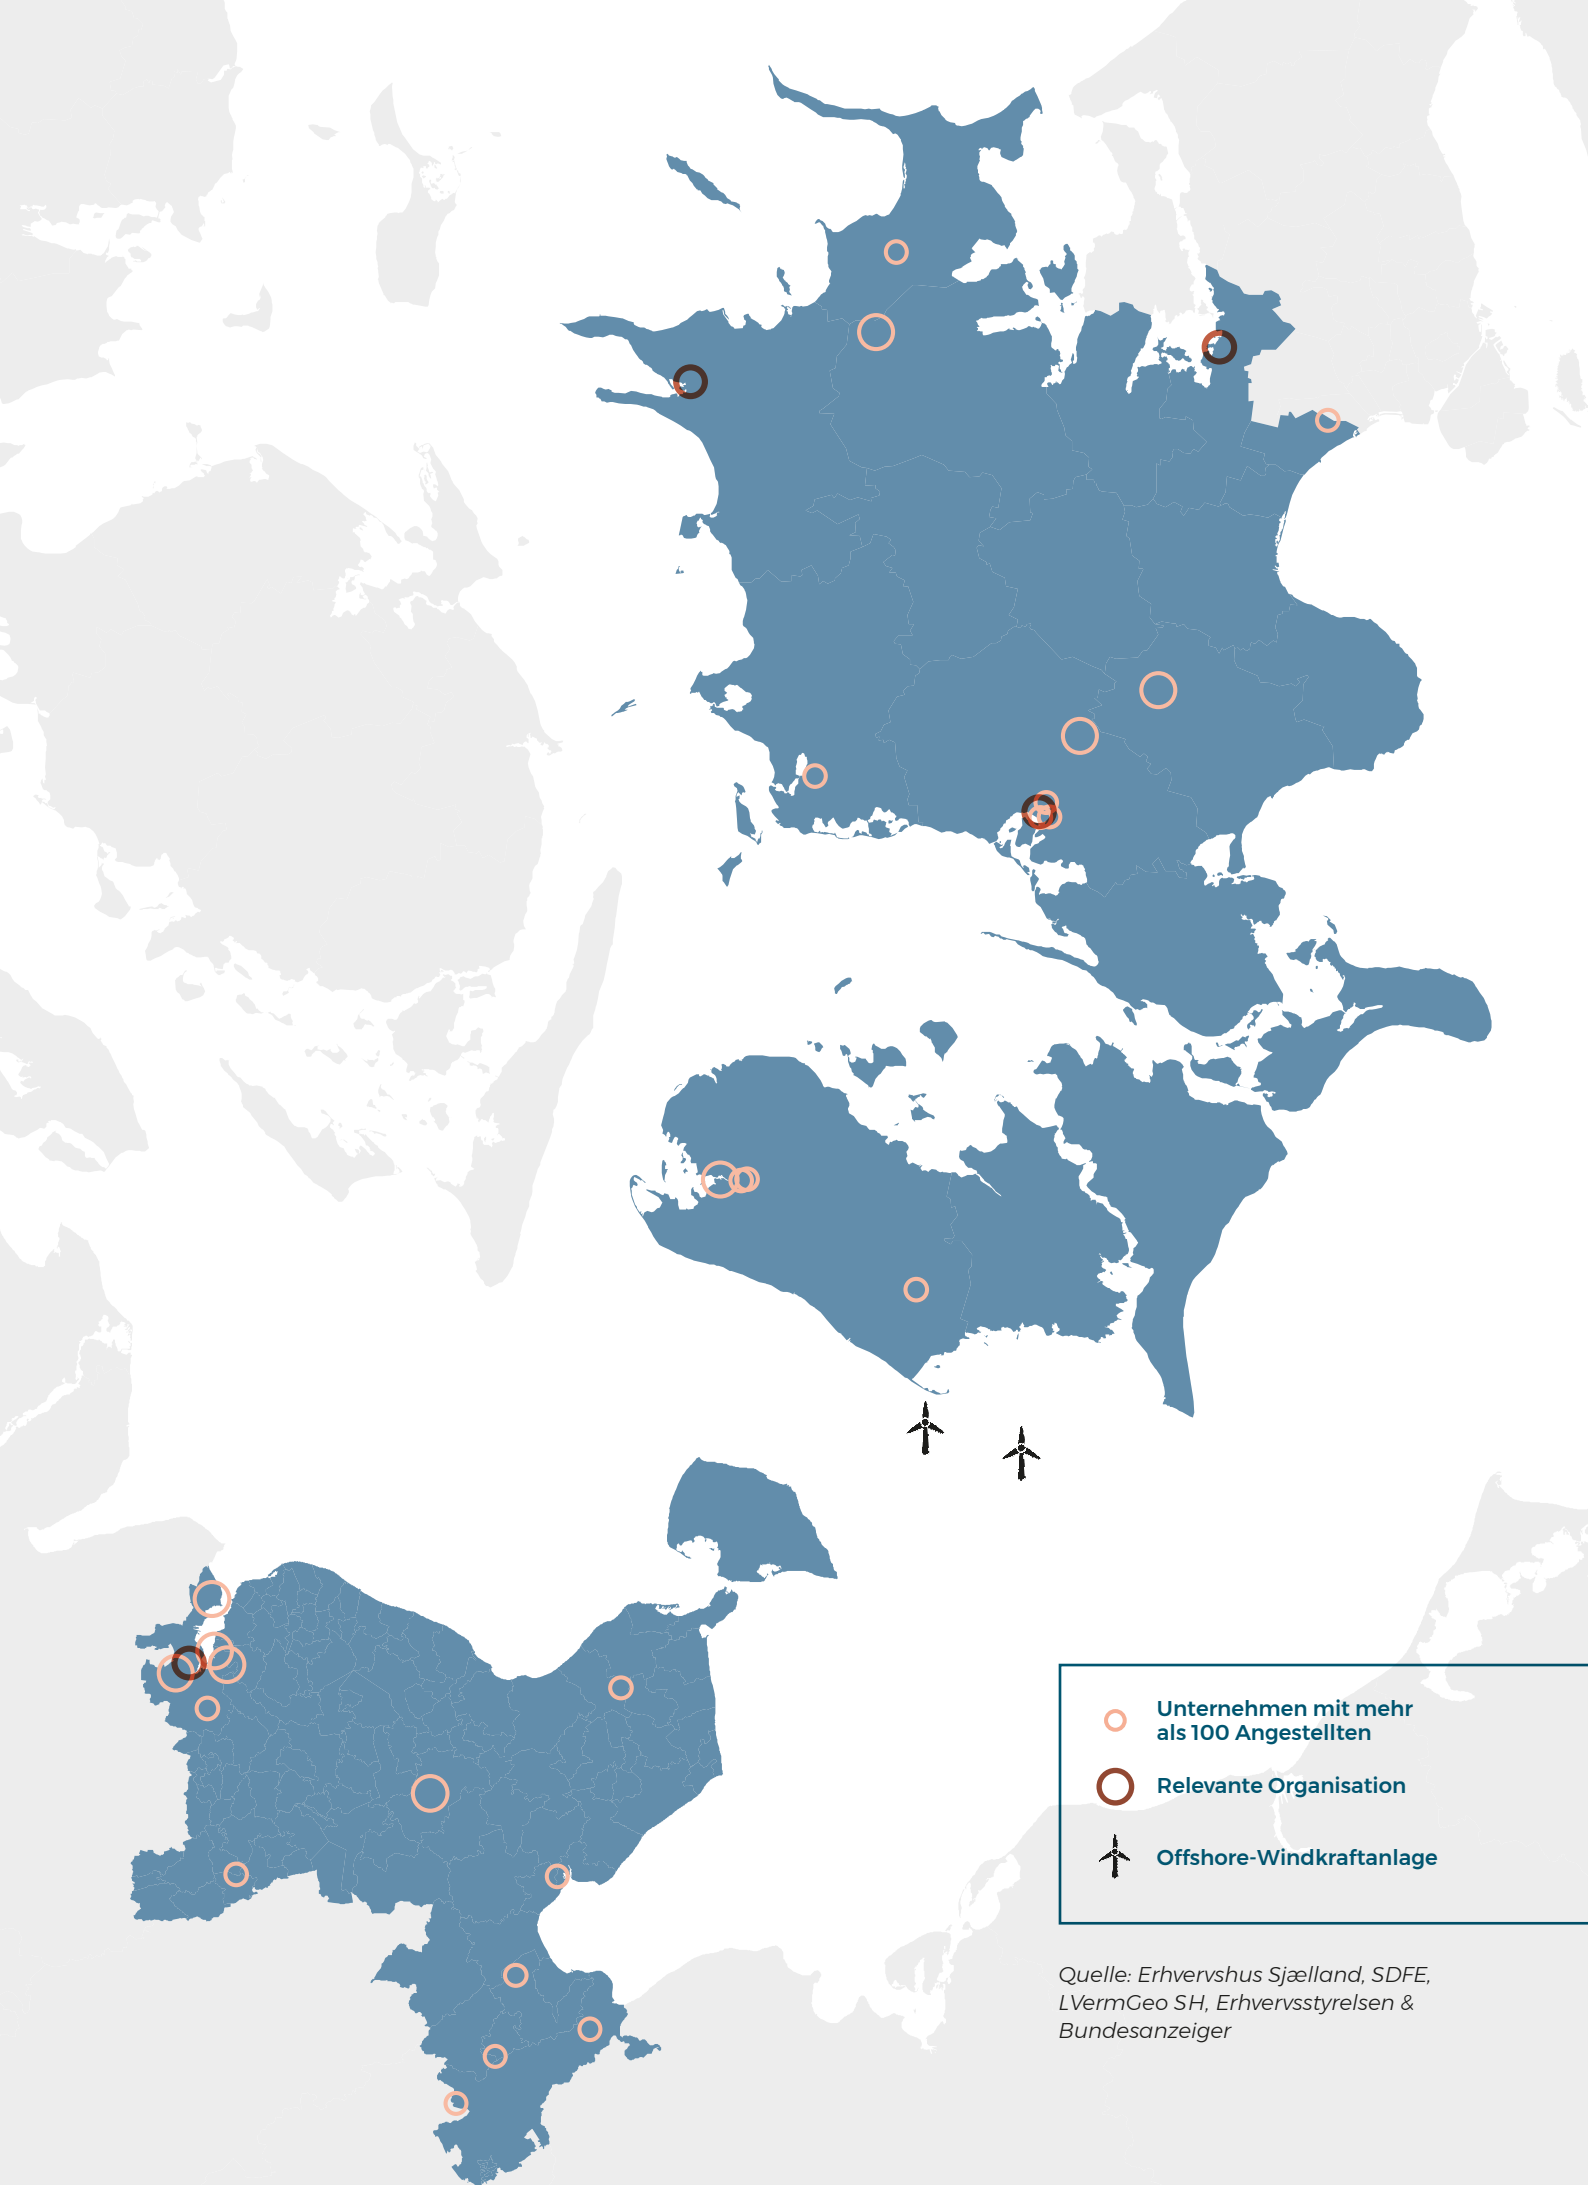 Unternehmen mit mehr
als 100 Angestellten
Relevante Organisation
Offshore-Windkraftanlage
Quelle: Erhvervshus Sjælland, SDFE,
LVermGeo SH, Erhvervsstyrelsen &
Bundesanzeiger